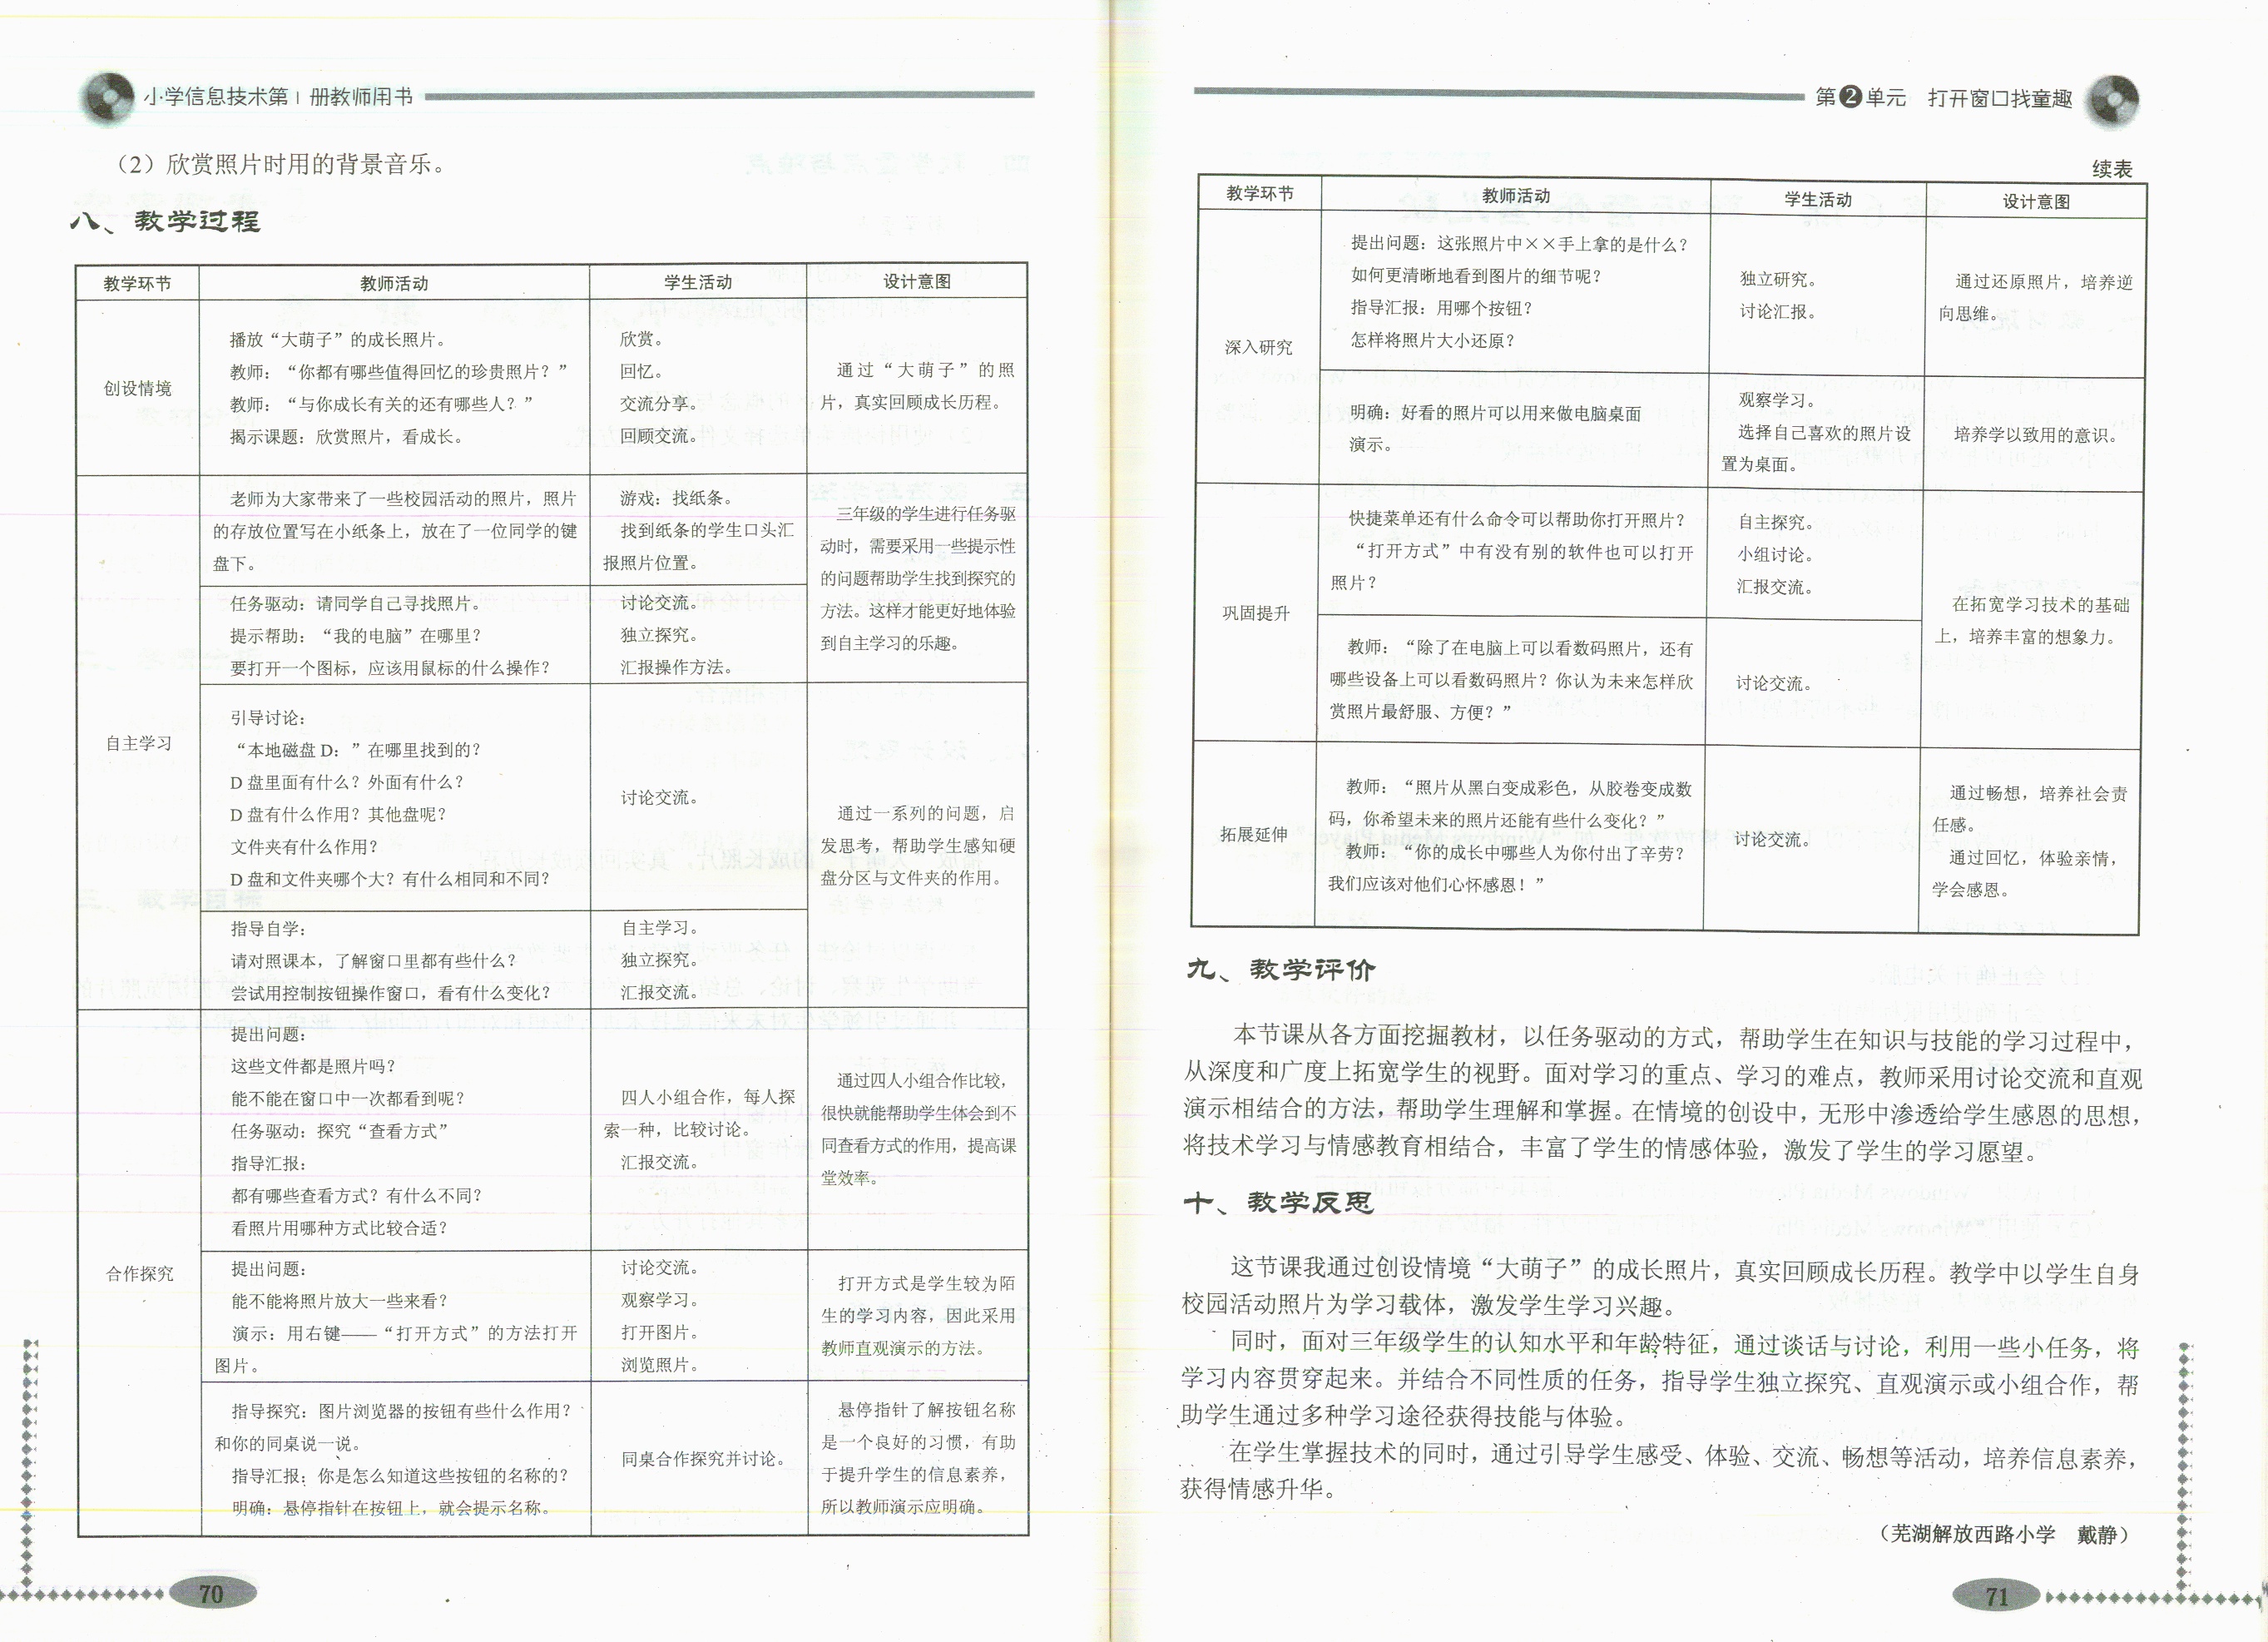 小学信息技术第1册教师用书
（2）欣赏照片时用的背景音乐。
八、教学过程
教学环节 教师活动 学生活动 设计意图
创设情境
播放“大萌子”的成长照片。
教师：“你都有哪些值得回忆的珍贵照片？”
教师：“与你成长有关的还有哪些人？”
揭示课题：欣赏照片，看成长。
欣赏。
回忆。
交流分享。
回顾交流。
通过“大萌子”的照
片，真实回顾成长历程。
自主学习
老师为大家带来了一些校园活动的照片，照片
的存放位置写在小纸条上，放在了一位同学的键
盘下。
游戏：找纸条。
找到纸条的学生口头汇
报照片位置。
三年级的学生进行任务驱
动时，需要采用一些提示性
的问题帮助学生找到探究的
方法。这样才能更好地体验
到自主学习的乐趣。
任务驱动：请同学自己寻找照片。
提示帮助：“我的电脑”在哪里？
要打开一个图标，应该用鼠标的什么操作？
讨论交流。
独立探究。
汇报操作方法。
引导讨论：
“本地磁盘 D：”在哪里找到的？
D 盘里面有什么？外面有什么？
D 盘有什么作用？其他盘呢？
文件夹有什么作用？
D 盘和文件夹哪个大？有什么相同和不同？
讨论交流。
通过一系列的问题，启
发思考，帮助学生感知硬
盘分区与文件夹的作用。
指导自学：
请对照课本，了解窗口里都有些什么？
尝试用控制按钮操作窗口，看有什么变化？
自主学习。
独立探究。
汇报交流。
合作探究
提出问题：
这些文件都是照片吗？
能不能在窗口中一次都看到呢？
任务驱动：探究“查看方式”
指导汇报：
都有哪些查看方式？有什么不同？
看照片用哪种方式比较合适？
四人小组合作，每人探
索一种，比较讨论。
汇报交流。
通过四人小组合作比较，
很快就能帮助学生体会到不
同查看方式的作用，提高课
堂效率。
提出问题：
能不能将照片放大一些来看？
演示：用右键——“打开方式”的方法打开
图片。
讨论交流。
观察学习。
打开图片。
浏览照片。
打开方式是学生较为陌
生的学习内容，因此采用
教师直观演示的方法。
指导探究：图片浏览器的按钮有些什么作用？
和你的同桌说一说。
指导汇报：你是怎么知道这些按钮的名称的？
明确：悬停指针在按钮上，就会提示名称。
同桌合作探究并讨论。
悬停指针了解按钮名称
是一个良好的习惯，有助
于提升学生的信息素养，
所以教师演示应明确。
70
第2单元 打开窗口找童趣
续表
教学环节 教师活动 学生活动 设计意图
深入研究
提出问题：这张照片中××手上拿的是什么？
如何更清晰地看到图片的细节呢？
指导汇报：用哪个按钮？
怎样将照片大小还原？
独立研究。
讨论汇报。
通过还原照片，培养逆
向思维。
明确：好看的照片可以用来做电脑桌面
演示。
观察学习。
选择自己喜欢的照片设
置为桌面。
培养学以致用的意识。
巩固提升
快捷菜单还有什么命令可以帮助你打开照片？
“打开方式”中有没有别的软件也可以打开
照片？
自主探究。
小组讨论。
汇报交流。
在拓宽学习技术的基础
上，培养丰富的想象力。
教师：“除了在电脑上可以看数码照片，还有
哪些设备上可以看数码照片？你认为未来怎样欣
赏照片最舒服、方便？”
讨论交流。
拓展延伸
教师：“照片从黑白变成彩色，从胶卷变成数
码，你希望未来的照片还能有些什么变化？”
教师：“你的成长中哪些人为你付出了辛劳？
我们应该对他们心怀感恩！”
讨论交流。
通过畅想，培养社会责
任感。
通过回忆，体验亲情，
学会感恩。
九、教学评价
本节课从各方面挖掘教材，以任务驱动的方式，帮助学生在知识与技能的学习过程中，
从深度和广度上拓宽学生的视野。面对学习的重点、学习的难点，教师采用讨论交流和直观
演示相结合的方法，帮助学生理解和掌握。在情境的创设中，无形中渗透给学生感恩的思想，
将技术学习与情感教育相结合，丰富了学生的情感体验，激发了学生的学习愿望。
十、教学反思
这节课我通过创设情境“大萌子”的成长照片，真实回顾成长历程。教学中以学生自身
校园活动照片为学习载体，激发学生学习兴趣。
同时，面对三年级学生的认知水平和年龄特征，通过谈话与讨论，利用一些小任务，将
学习内容贯穿起来。并结合不同性质的任务，指导学生独立探究、直观演示或小组合作，帮
助学生通过多种学习途径获得技能与体验。
在学生掌握技术的同时，通过引导学生感受、体验、交流、畅想等活动，培养信息素养，
获得情感升华。
（芜湖解放西路小学 戴静）
71